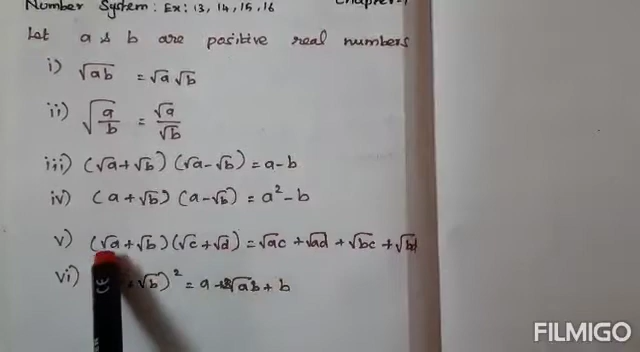 Number System: Ex: 13, 14, 15, 16
Let a & b are positive real numbers
i) √ab = √a √b
ii) √a/b = √a/√b
iii) (√a+√b) (√a-√b) = a-b
iv) (a+√b) (a-√b) = a²-b
v) (√a+√b) (√c+√d) = √ac+√ad+√bc+√bd
vi) √b)² = a+2√ab+b
FILMIGO